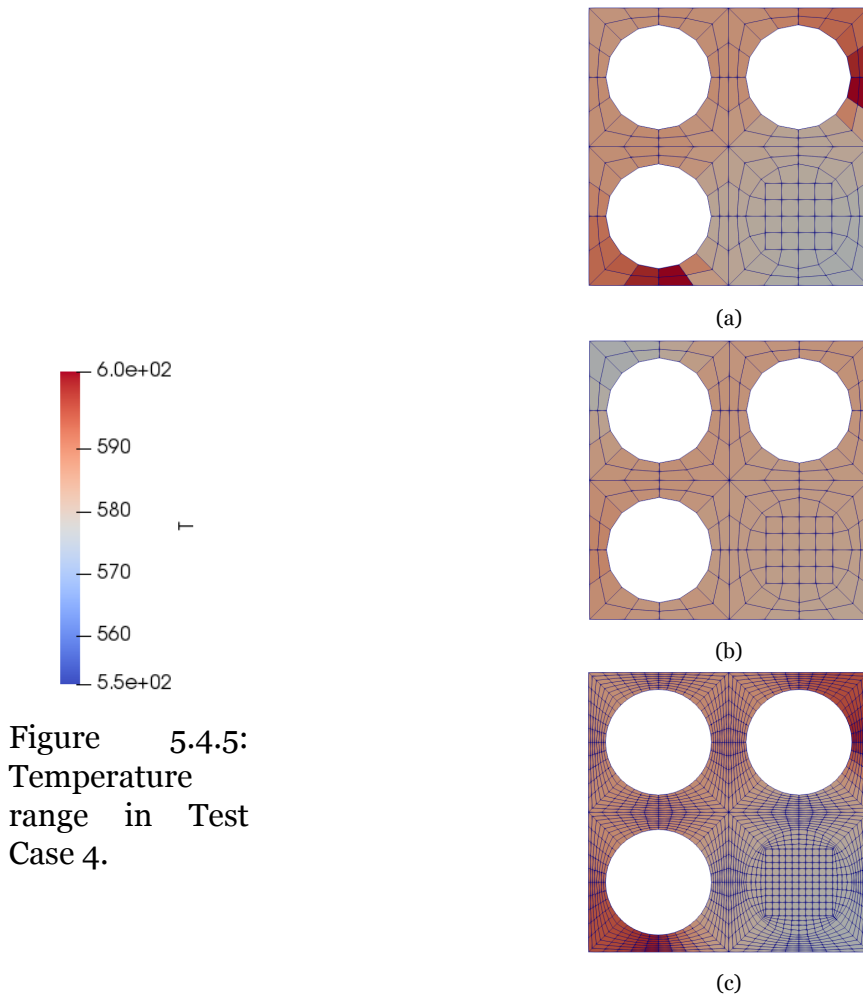 (a)
6.0e+02
590
580
570
560
5.5e+02
T
(b)
Figure 5.4.5:
Temperature
range in Test
Case 4.
(c)